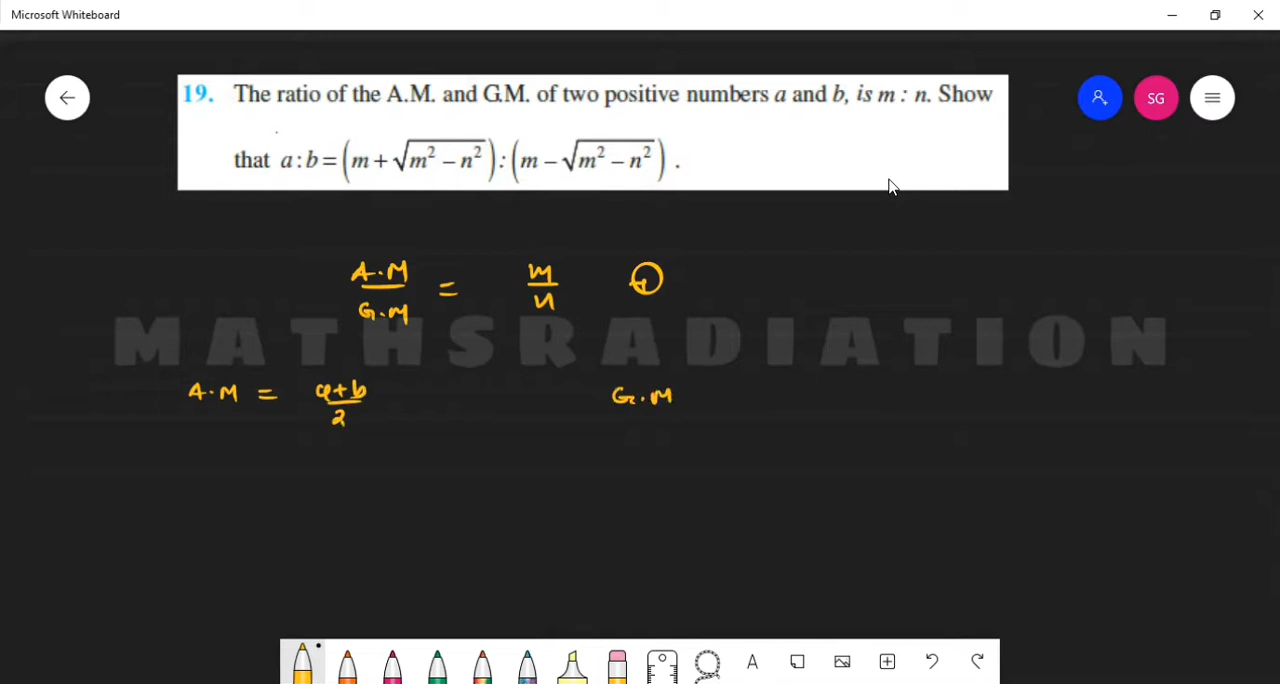 Microsoft Whiteboard
19. The ratio of the A.M. and G.M. of two positive numbers a and b, is m : n. Show
that a : b = (m + √(m² – n²)) : (m – √(m² – n²)) .
SG
A.M / G.M = m / n ①
MATHSRADIATION
A.M = a+b / 2 G.M
A